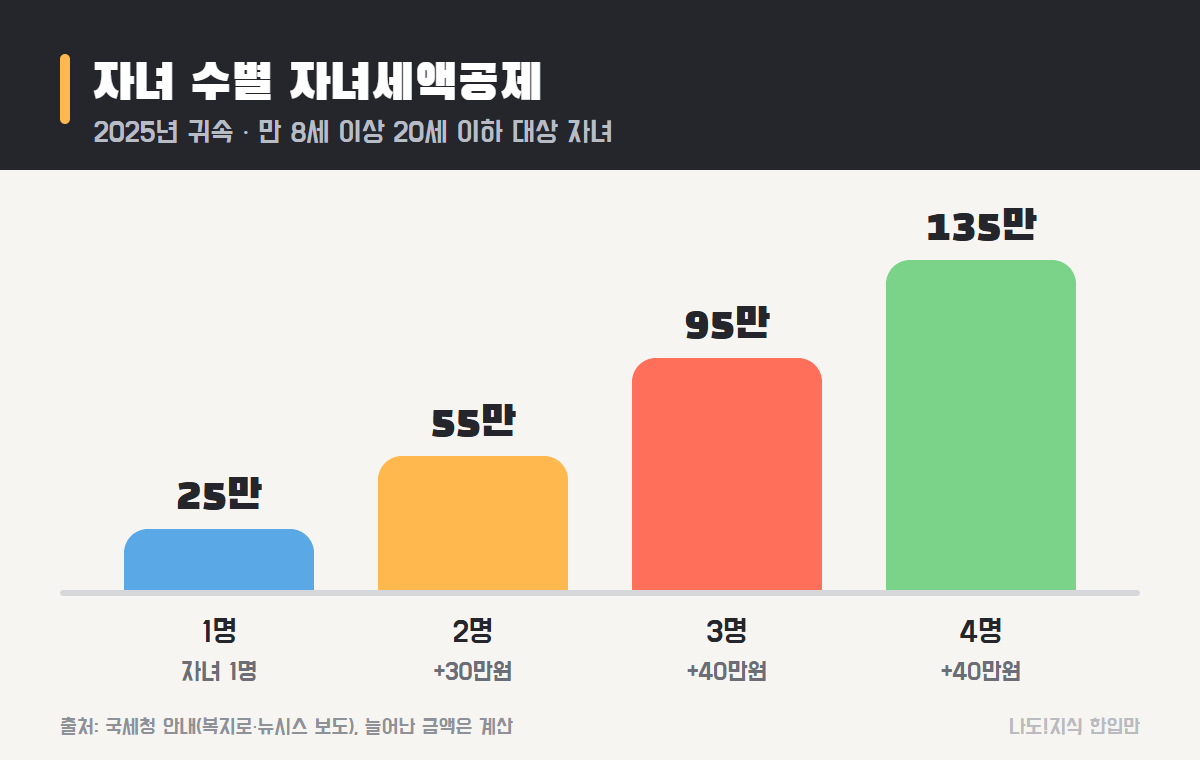 자녀 수별 자녀세액공제
2025년 귀속 · 만 8세 이상 20세 이하 대상 자녀
25만
55만
95만
135만
1명
2명
3명
4명
자녀 1명
+30만원
+40만원
+40만원
출처: 국세청 안내(복지로·뉴시스 보도), 늘어난 금액은 계산
나도!지식 한입만